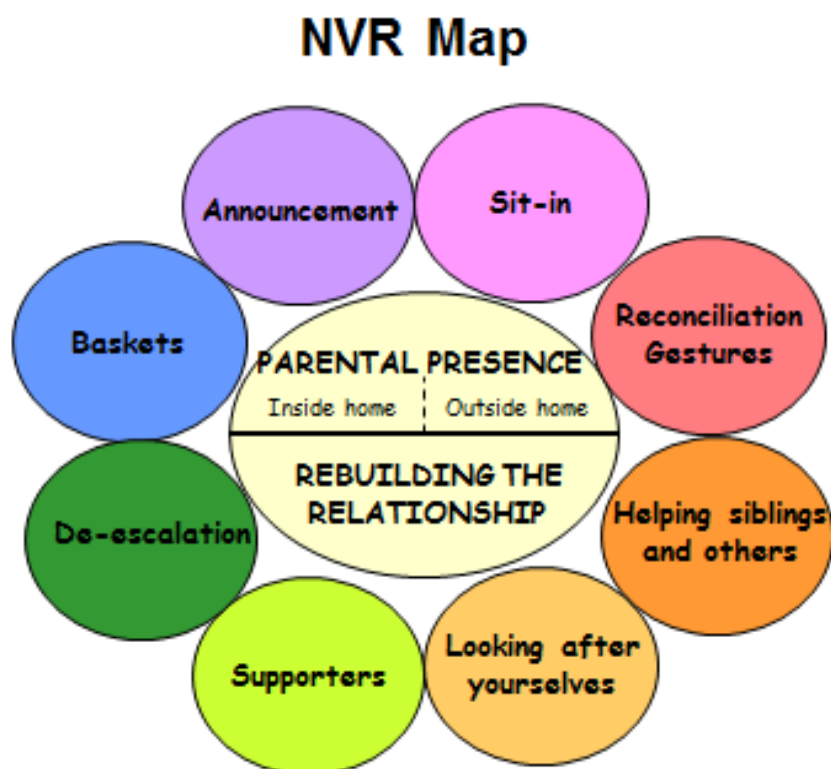 NVR Map
Announcement
Sit-in
Baskets
Reconciliation
Gestures
PARENTAL PRESENCE
Inside home
Outside home
REBUILDING THE
RELATIONSHIP
De-escalation
Helping siblings
and others
Supporters
Looking after
yourselves